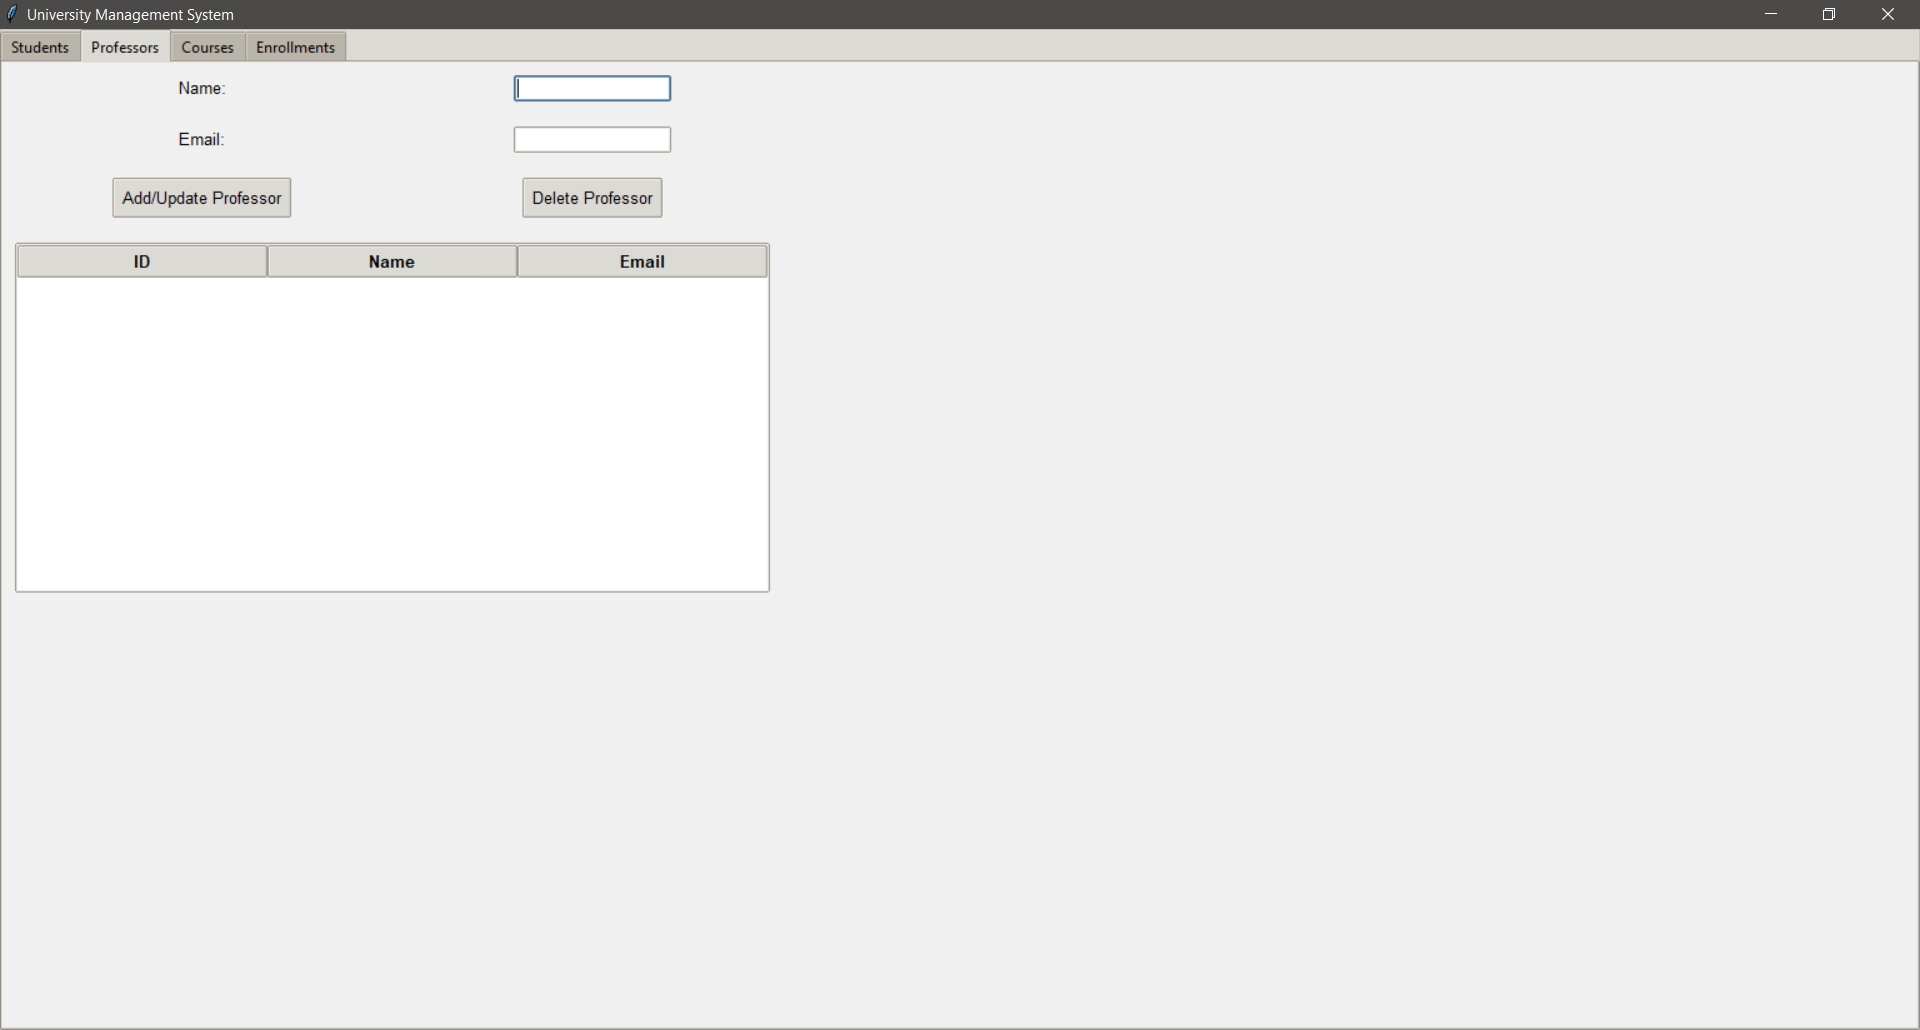 University Management System
Students Professors Courses Enrollments
Name:
Email:
Add/Update Professor Delete Professor
ID Name Email